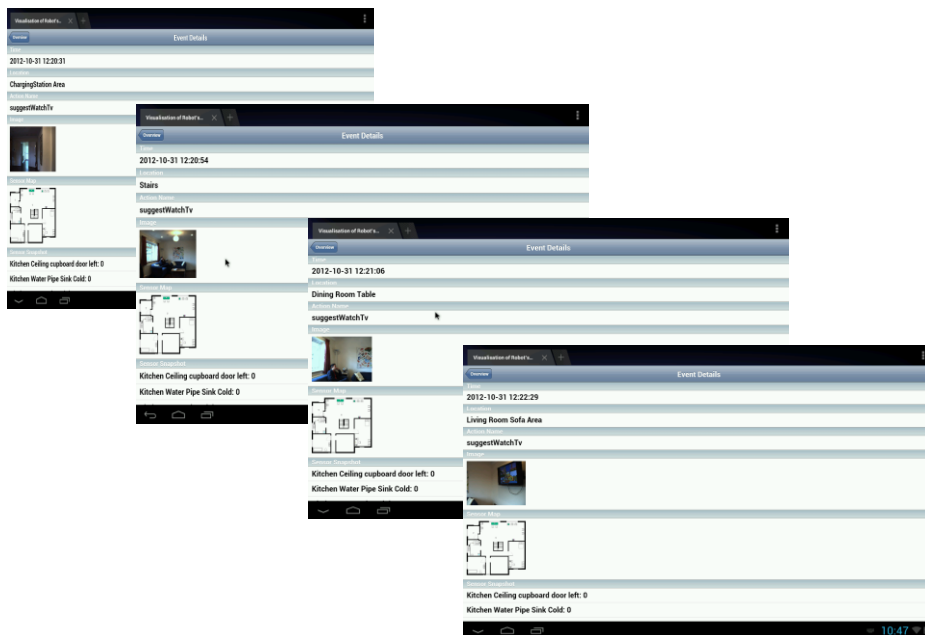 Visualisation of Robot's..
Overview
Event Details
Time
2012-10-31 12:20:31
Location
ChargingStation Area
Action Name
suggestWatchTv
Image
Sensor Map
Sensor Snapshot
Kitchen Ceiling cupboard door left: 0
Kitchen Water Pipe Sink Cold: 0
Visualisation of Robot's..
Overview
Event Details
Time
2012-10-31 12:20:54
Location
Stairs
Action Name
suggestWatchTv
Image
Sensor Map
Sensor Snapshot
Kitchen Ceiling cupboard door left: 0
Kitchen Water Pipe Sink Cold: 0
Visualisation of Robot's..
Overview
Event Details
Time
2012-10-31 12:21:06
Location
Dining Room Table
Action Name
suggestWatchTv
Image
Sensor Map
Sensor Snapshot
Kitchen Ceiling cupboard door left: 0
Kitchen Water Pipe Sink Cold: 0
Visualisation of Robot's..
Overview
Event Details
Time
2012-10-31 12:22:29
Location
Living Room Sofa Area
Action Name
suggestWatchTv
Image
Sensor Map
Sensor Snapshot
Kitchen Ceiling cupboard door left: 0
Kitchen Water Pipe Sink Cold: 0
10:47